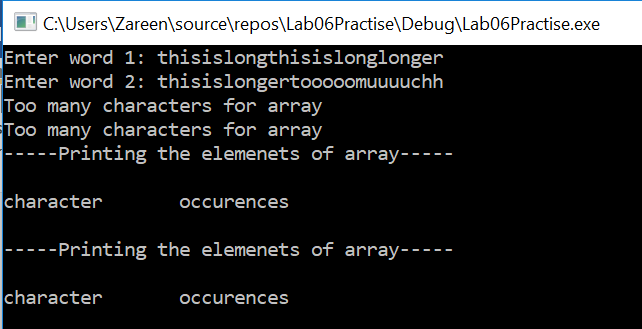 C:\Users\Zareen\source\repos\Lab06Practise\Debug\Lab06Practise.exe
Enter word 1: thisislongthisislonglonger
Enter word 2: thisislongertooooomuuuuchh
Too many characters for array
Too many characters for array
-----Printing the elemenets of array-----
character occurences
-----Printing the elemenets of array-----
character occurences